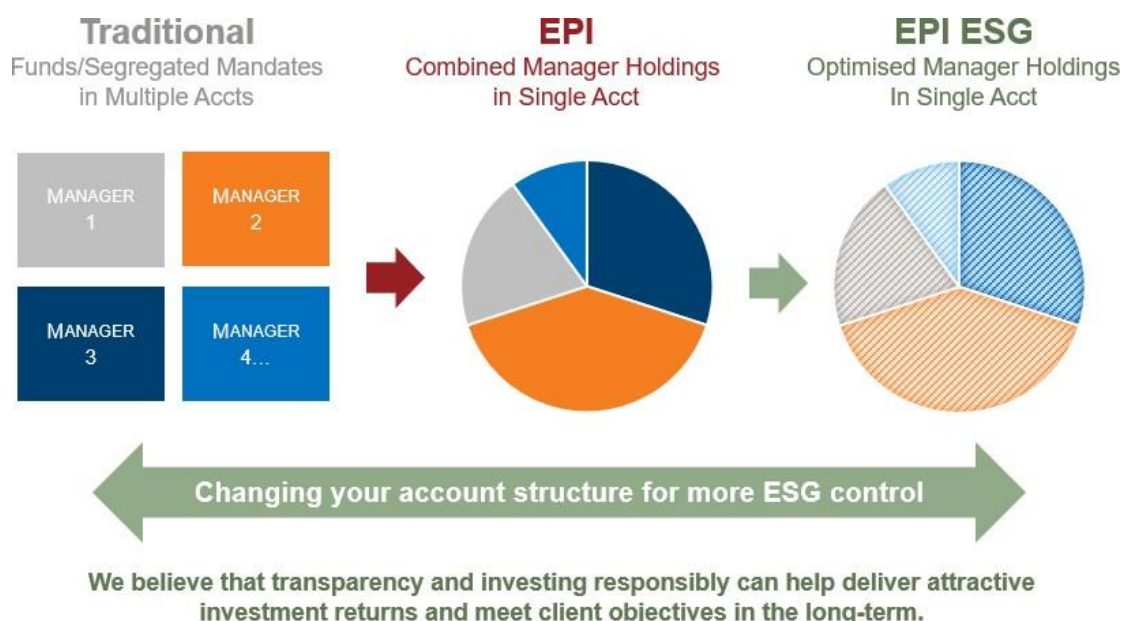 Traditional
Funds/Segregated Mandates
in Multiple Accts
EPI
Combined Manager Holdings
in Single Acct
EPI ESG
Optimised Manager Holdings
In Single Acct
MANAGER
1
MANAGER
2
MANAGER
3
MANAGER
4...
Changing your account structure for more ESG control
We believe that transparency and investing responsibly can help deliver attractive
investment returns and meet client objectives in the long-term.